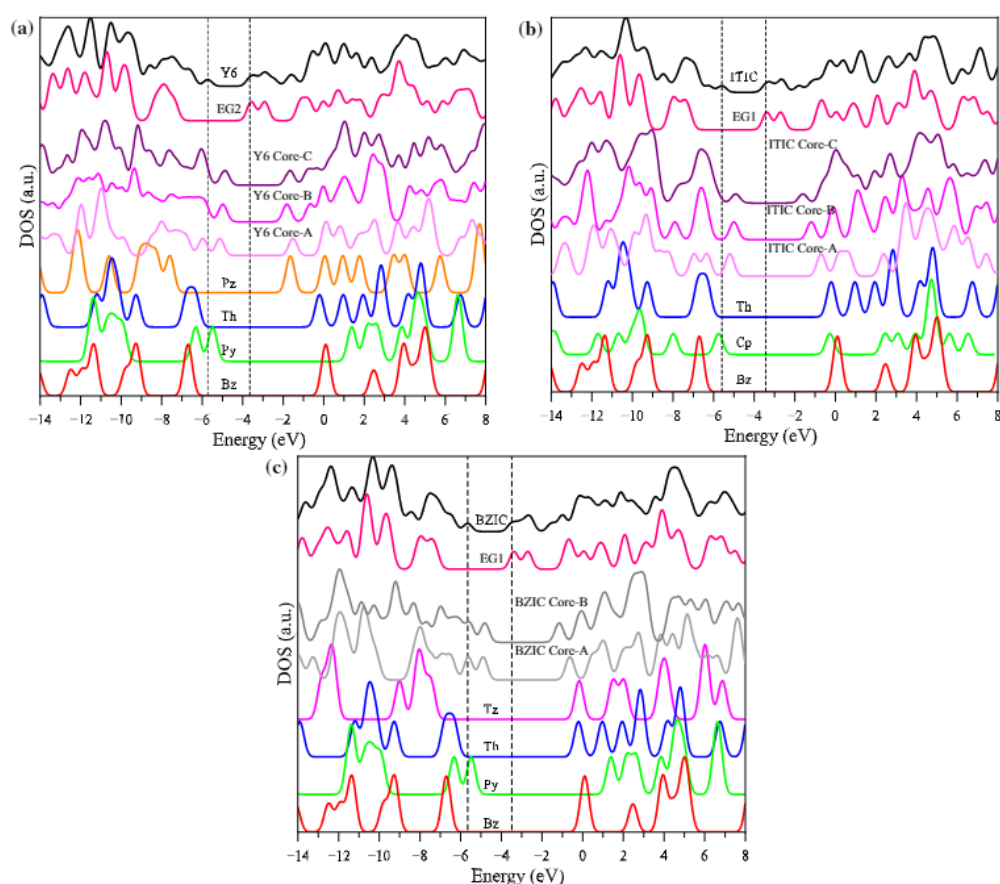 (a)
DOS (a.u.)
Y6
EG2
Y6 Core-C
Y6 Core-B
Y6 Core-A
Pz
Th
Py
Bz
−14 −12 −10 −8 −6 −4 −2 0 2 4 6 8
Energy (eV)
(b)
DOS (a.u.)
ITIC
EG1
ITIC Core-C
ITIC Core-B
ITIC Core-A
Th
Cp
Bz
−14 −12 −10 −8 −6 −4 −2 0 2 4 6 8
Energy (eV)
(c)
DOS (a.u.)
BZIC
EG1
BZIC Core-B
BZIC Core-A
Tz
Th
Py
Bz
−14 −12 −10 −8 −6 −4 −2 0 2 4 6 8
Energy (eV)